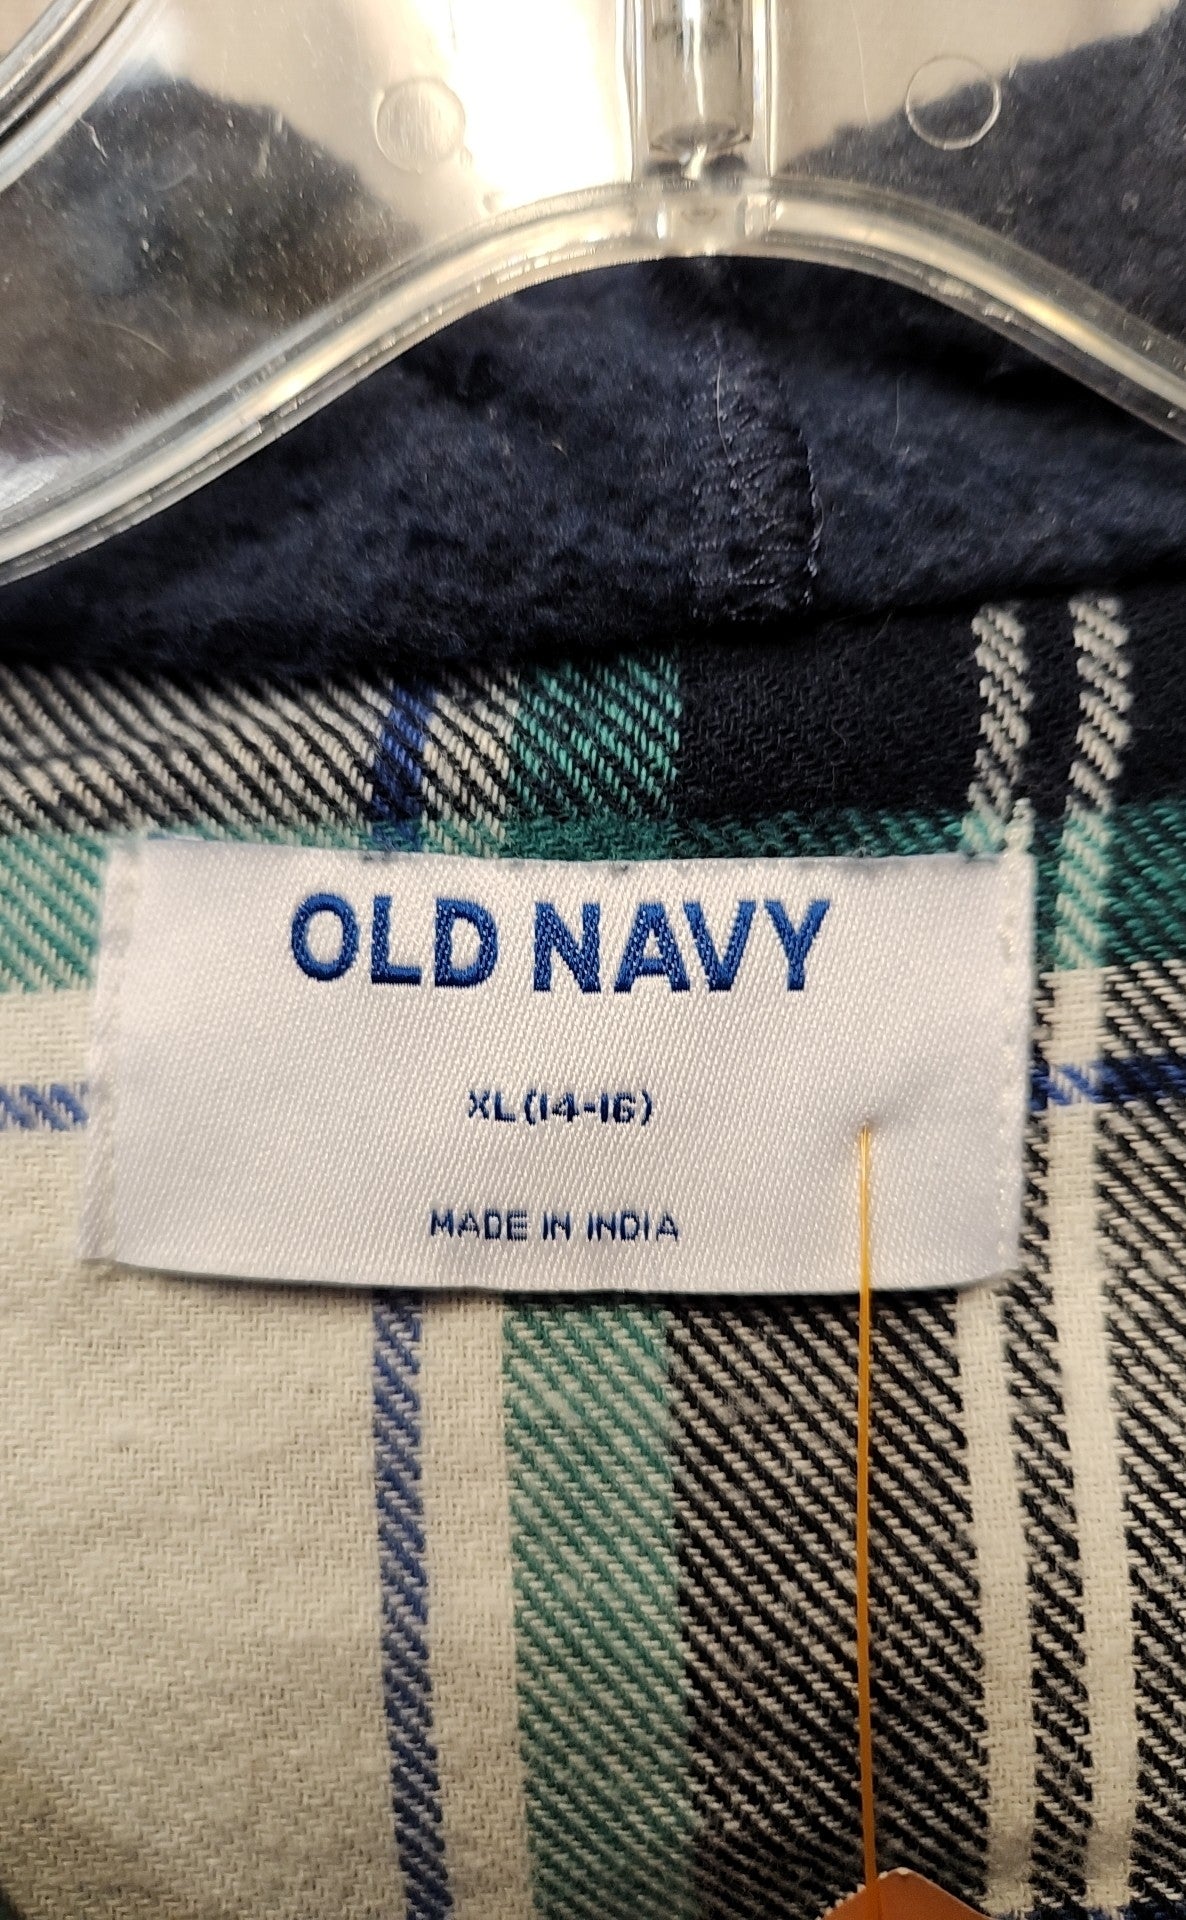 OLD NAVY
XL (14-16)
MADE IN INDIA